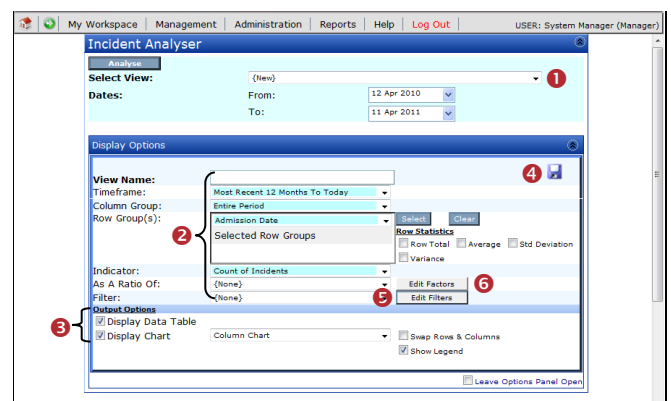 My Workspace Management Administration Reports Help Log Out USER: System Manager (Manager)
Incident Analyser
Analyse
Select View: {New} 1
Dates: From: 12 Apr 2010
To: 11 Apr 2011
Display Options
4
View Name:
Timeframe: Most Recent 12 Months To Today
Column Group: Entire Period
Row Group(s): Admission Date Select Clear
2 Selected Row Groups Row Statistics
Row Total Average Std Deviation
Variance
Indicator: Count of Incidents
As A Ratio Of: {None} Edit Factors 6
Filter: {None} 5 Edit Filters
Output Options
Display Data Table
3 Display Chart Column Chart Swap Rows & Columns
Show Legend
Leave Options Panel Open